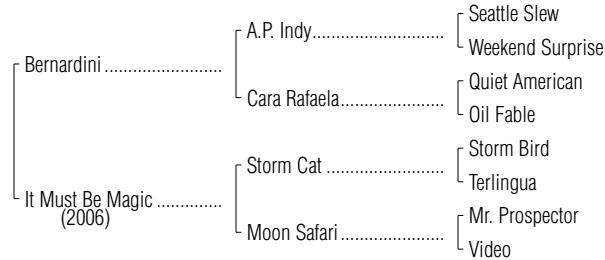 Seattle Slew
A.P. Indy
Weekend Surprise
Bernardini
Quiet American
Cara Rafaela
Oil Fable
Storm Bird
Storm Cat
Terlingua
It Must Be Magic
(2006)
Mr. Prospector
Moon Safari
Video